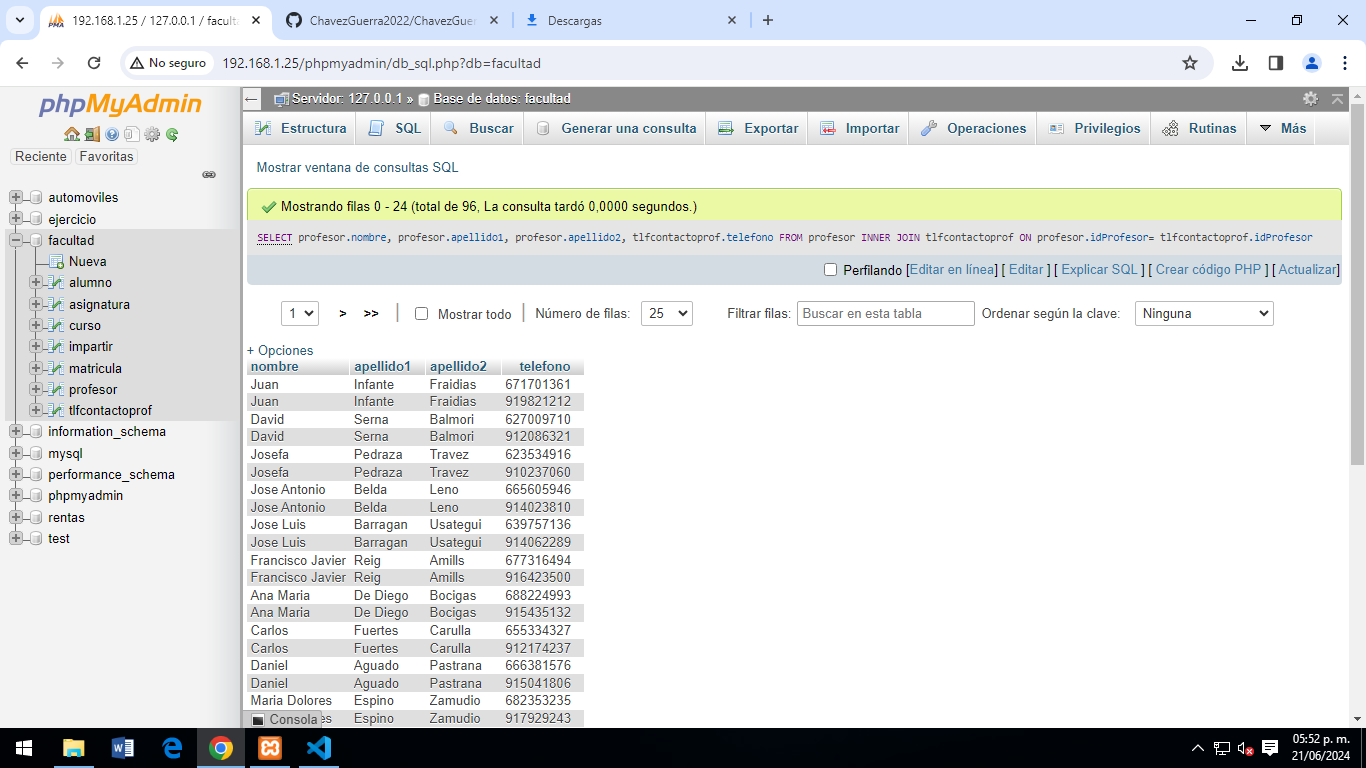 192.168.1.25 / 127.0.0.1 / faculta
ChavezGuerra2022/ChavezGuer
Descargas
No seguro
192.168.1.25/phpmyadmin/db_sql.php?db=facultad
phpMyAdmin
Reciente
Favoritas
automoviles
ejercicio
facultad
Nueva
alumno
asignatura
curso
impartir
matricula
profesor
tlfcontactoprof
information_schema
mysql
performance_schema
phpmyadmin
rentas
test
Servidor: 127.0.0.1 » Base de datos: facultad
Estructura SQL Buscar Generar una consulta Exportar Importar Operaciones Privilegios Rutinas Más
Mostrar ventana de consultas SQL
Mostrando filas 0 - 24 (total de 96, La consulta tardó 0,0000 segundos.)
SELECT profesor.nombre, profesor.apellido1, profesor.apellido2, tlfcontactoprof.telefono FROM profesor INNER JOIN tlfcontactoprof ON profesor.idProfesor= tlfcontactoprof.idProfesor
Perfilando [Editar en línea] [ Editar ] [ Explicar SQL ] [ Crear código PHP ] [ Actualizar]
1 > >> Mostrar todo Número de filas: 25 Filtrar filas: Buscar en esta tabla Ordenar según la clave: Ninguna
+ Opciones
nombre apellido1 apellido2 telefono
Juan Infante Fraidias 671701361
Juan Infante Fraidias 919821212
David Serna Balmori 627009710
David Serna Balmori 912086321
Josefa Pedraza Travez 623534916
Josefa Pedraza Travez 910237060
Jose Antonio Belda Leno 665605946
Jose Antonio Belda Leno 914023810
Jose Luis Barragan Usategui 639757136
Jose Luis Barragan Usategui 914062289
Francisco Javier Reig Amills 677316494
Francisco Javier Reig Amills 916423500
Ana Maria De Diego Bocigas 688224993
Ana Maria De Diego Bocigas 915435132
Carlos Fuertes Carulla 655334327
Carlos Fuertes Carulla 912174237
Daniel Aguado Pastrana 666381576
Daniel Aguado Pastrana 915041806
Maria Dolores Espino Zamudio 682353235
Consola es Espino Zamudio 917929243
05:52 p. m.
21/06/2024